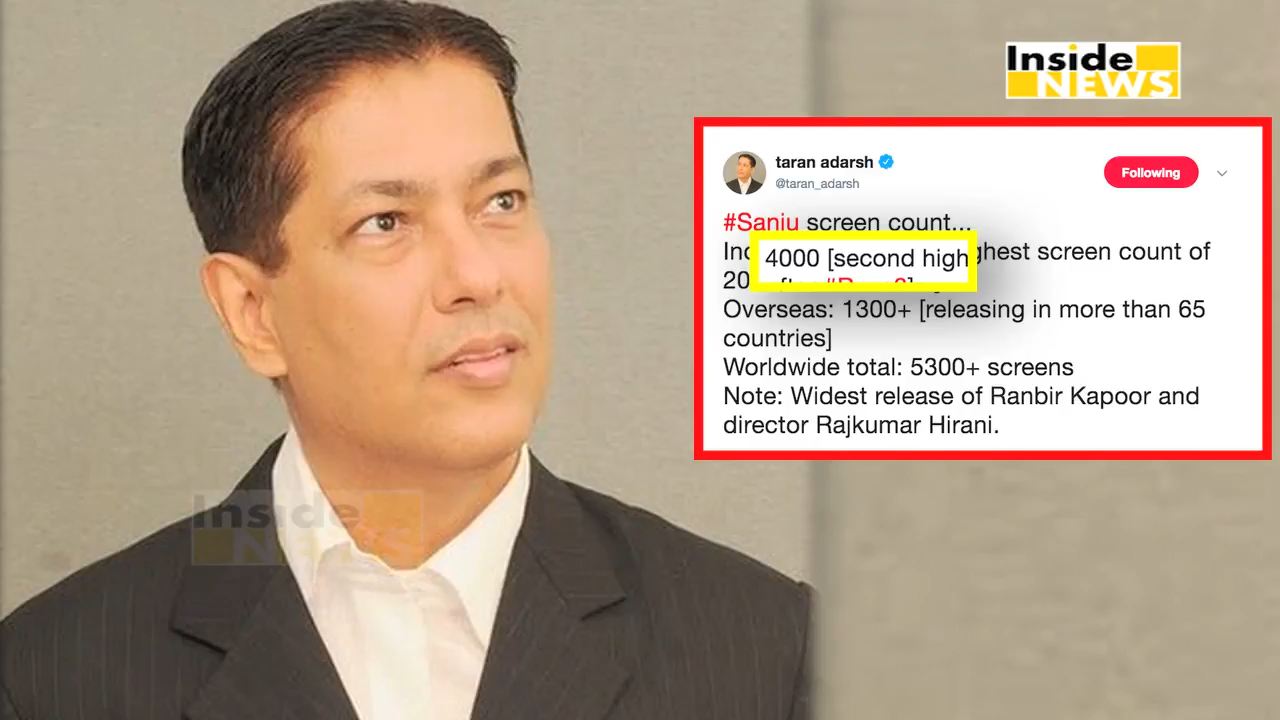 Inside
NEWS
taran adarsh
@taran_adarsh
Following
#Sanju screen count...
4000 [second high
ghest screen count of
Overseas: 1300+ [releasing in more than 65
countries]
Worldwide total: 5300+ screens
Note: Widest release of Ranbir Kapoor and
director Rajkumar Hirani.
Inside
NEWS